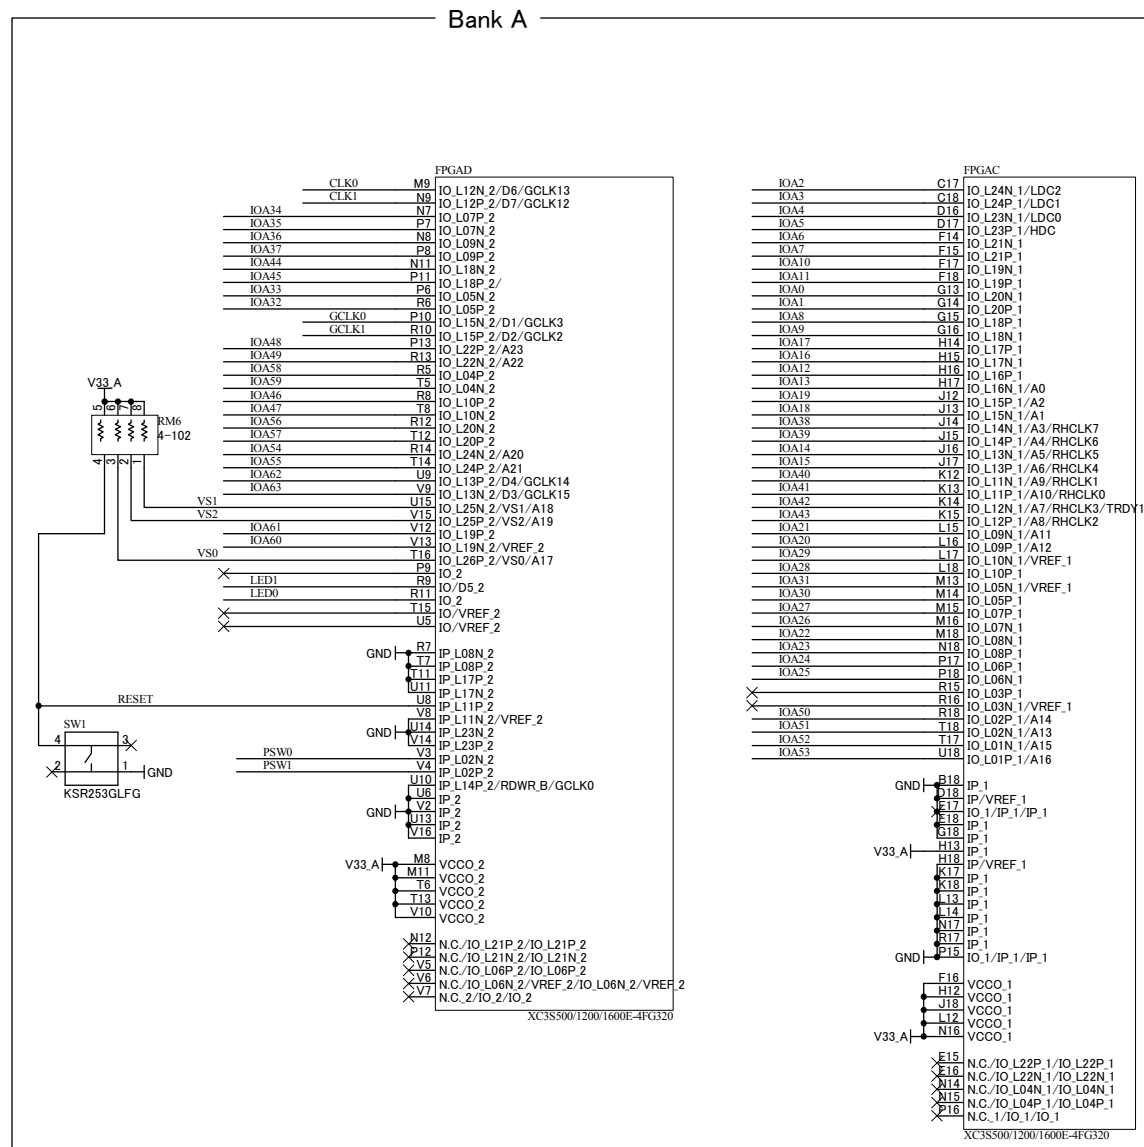 Bank A
FPGAD
CLK0 M9 IO_L12N_2/D6/GCLK13
CLK1 N9 IO_L12P_2/D7/GCLK12
IOA34 N7 IO_L07P_2
IOA35 P7 IO_L07N_2
IOA36 N8 IO_L09N_2
IOA37 P8 IO_L09P_2
IOA44 N11 IO_L18N_2
IOA45 P11 IO_L18P_2/
IOA33 P6 IO_L05N_2
IOA32 R6 IO_L05P_2
GCLK0 P10 IO_L15N_2/D1/GCLK3
GCLK1 R10 IO_L15P_2/D2/GCLK2
IOA48 P13 IO_L22P_2/A23
IOA49 R13 IO_L22N_2/A22
IOA58 R5 IO_L04P_2
IOA59 T5 IO_L04N_2
IOA46 R8 IO_L10P_2
IOA47 T8 IO_L10N_2
IOA56 R12 IO_L20N_2
IOA57 T12 IO_L20P_2
IOA54 R14 IO_L24N_2/A20
IOA55 T14 IO_L24P_2/A21
IOA62 U9 IO_L13P_2/D4/GCLK14
IOA63 V9 IO_L13N_2/D3/GCLK15
VS1 U15 IO_L25N_2/VS1/A18
VS2 V15 IO_L25P_2/VS2/A19
IOA61 V12 IO_L19P_2
IOA60 V13 IO_L19N_2/VREF_2
VS0 T16 IO_L26P_2/VS0/A17
P9 IO_2
LED1 R9 IO/D5_2
LED0 R11 IO_2
T15 IO/VREF_2
U5 IO/VREF_2
GND R7 IP_L08N_2
T7 IP_L08P_2
T11 IP_L17P_2
U11 IP_L17N_2
RESET U8 IP_L11P_2
V8 IP_L11N_2/VREF_2
GND U14 IP_L23N_2
V14 IP_L23P_2
PSW0 V3 IP_L02N_2
PSW1 V4 IP_L02P_2
U10 IP_L14P_2/RDWR_B/GCLK0
U6 IP_2
GND V2 IP_2
U13 IP_2
V16 IP_2
V33_A M8 VCCO_2
M11 VCCO_2
T6 VCCO_2
T13 VCCO_2
V10 VCCO_2
N12 N.C./IO_L21P_2/IO_L21P_2
P12 N.C./IO_L21N_2/IO_L21N_2
V5 N.C./IO_L06P_2/IO_L06P_2
V6 N.C./IO_L06N_2/VREF_2/IO_L06N_2/VREF_2
V7 N.C._2/IO_2/IO_2
XC3S500/1200/1600E-4FG320
V33_A
5 6 7 8
RM6
4-102
4 3 2 1
SW1
4 3
2 1 GND
KSR253GLFG
FPGAC
IOA2 C17 IO_L24N_1/LDC2
IOA3 C18 IO_L24P_1/LDC1
IOA4 D16 IO_L23N_1/LDC0
IOA5 D17 IO_L23P_1/HDC
IOA6 F14 IO_L21N_1
IOA7 F15 IO_L21P_1
IOA10 F17 IO_L19N_1
IOA11 F18 IO_L19P_1
IOA0 G13 IO_L20N_1
IOA1 G14 IO_L20P_1
IOA8 G15 IO_L18P_1
IOA9 G16 IO_L18N_1
IOA17 H14 IO_L17P_1
IOA16 H15 IO_L17N_1
IOA12 H16 IO_L16P_1
IOA13 H17 IO_L16N_1/A0
IOA19 J12 IO_L15P_1/A2
IOA18 J13 IO_L15N_1/A1
IOA38 J14 IO_L14N_1/A3/RHCLK7
IOA39 J15 IO_L14P_1/A4/RHCLK6
IOA14 J16 IO_L13N_1/A5/RHCLK5
IOA15 J17 IO_L13P_1/A6/RHCLK4
IOA40 K12 IO_L11N_1/A9/RHCLK1
IOA41 K13 IO_L11P_1/A10/RHCLK0
IOA42 K14 IO_L12N_1/A7/RHCLK3/TRDY1
IOA43 K15 IO_L12P_1/A8/RHCLK2
IOA21 L15 IO_L09N_1/A11
IOA20 L16 IO_L09P_1/A12
IOA29 L17 IO_L10N_1/VREF_1
IOA28 L18 IO_L10P_1
IOA31 M13 IO_L05N_1/VREF_1
IOA30 M14 IO_L05P_1
IOA27 M15 IO_L07P_1
IOA26 M16 IO_L07N_1
IOA22 M18 IO_L08N_1
IOA23 N18 IO_L08P_1
IOA24 P17 IO_L06P_1
IOA25 P18 IO_L06N_1
R15 IO_L03P_1
R16 IO_L03N_1/VREF_1
IOA50 R18 IO_L02P_1/A14
IOA51 T18 IO_L02N_1/A13
IOA52 T17 IO_L01N_1/A15
IOA53 U18 IO_L01P_1/A16
GND B18 IP_1
D18 IP/VREF_1
E17 IO_1/IP_1/IP_1
E18 IP_1
G18 IP_1
V33_A H13 IP_1
H18 IP/VREF_1
K17 IP_1
K18 IP_1
L13 IP_1
L14 IP_1
N17 IP_1
R17 IP_1
GND P15 IO_1/IP_1/IP_1
F16 VCCO_1
H12 VCCO_1
J18 VCCO_1
L12 VCCO_1
V33_A N16 VCCO_1
E15 N.C./IO_L22P_1/IO_L22P_1
E16 N.C./IO_L22N_1/IO_L22N_1
N14 N.C./IO_L04N_1/IO_L04N_1
N15 N.C./IO_L04P_1/IO_L04P_1
P16 N.C._1/IO_1/IO_1
XC3S500/1200/1600E-4FG320